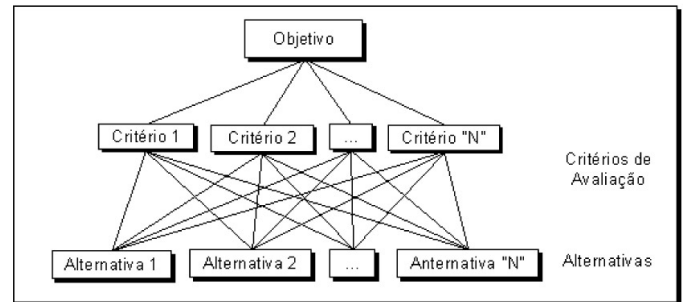 Objetivo
Critério 1
Critério 2
...
Critério "N"
Critérios de
Avaliação
Alternativa 1
Alternativa 2
...
Anternativa "N"
Alternativas